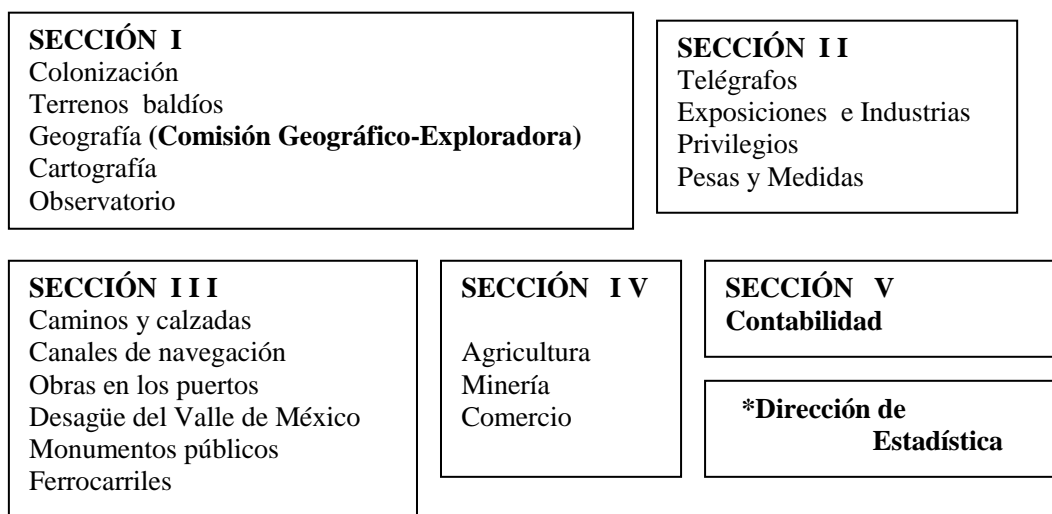 SECCIÓN I
Colonización
Terrenos baldíos
Geografía (Comisión Geográfico-Exploradora)
Cartografía
Observatorio
SECCIÓN I I
Telégrafos
Exposiciones e Industrias
Privilegios
Pesas y Medidas
SECCIÓN I I I
Caminos y calzadas
Canales de navegación
Obras en los puertos
Desagüe del Valle de México
Monumentos públicos
Ferrocarriles
SECCIÓN I V
Agricultura
Minería
Comercio
SECCIÓN V
Contabilidad
*Dirección de
Estadística